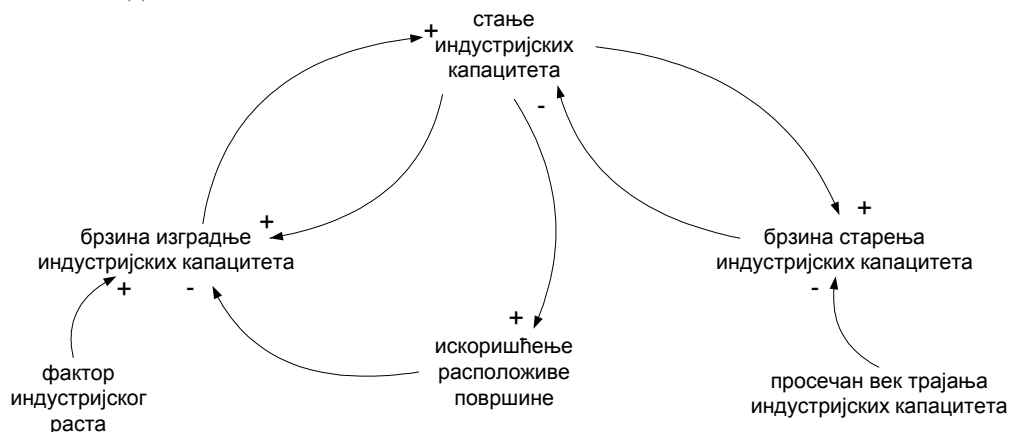 стање
+
индустријских
капацитета
-
+
+
брзина изградње
индустријских капацитета
брзина старења
индустријских капацитета
+
-
-
+
искоришћење
расположиве
површине
фактор
индустријског
раста
просечан век трајања
индустријских капацитета